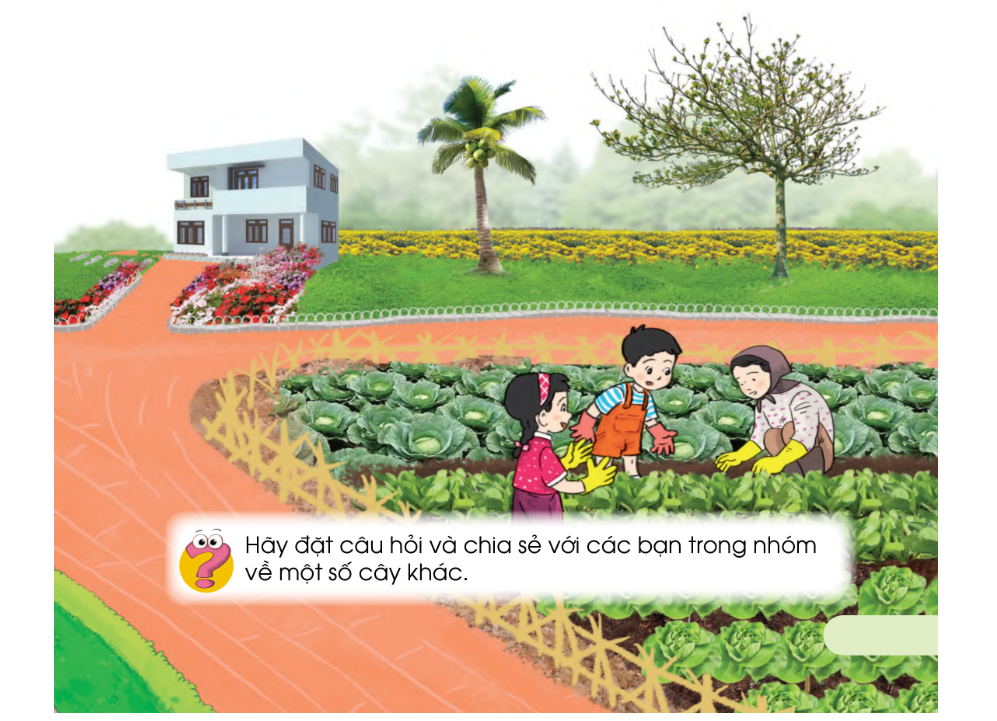 Hãy đặt câu hỏi và chia sẻ với các bạn trong nhóm
về một số cây khác.